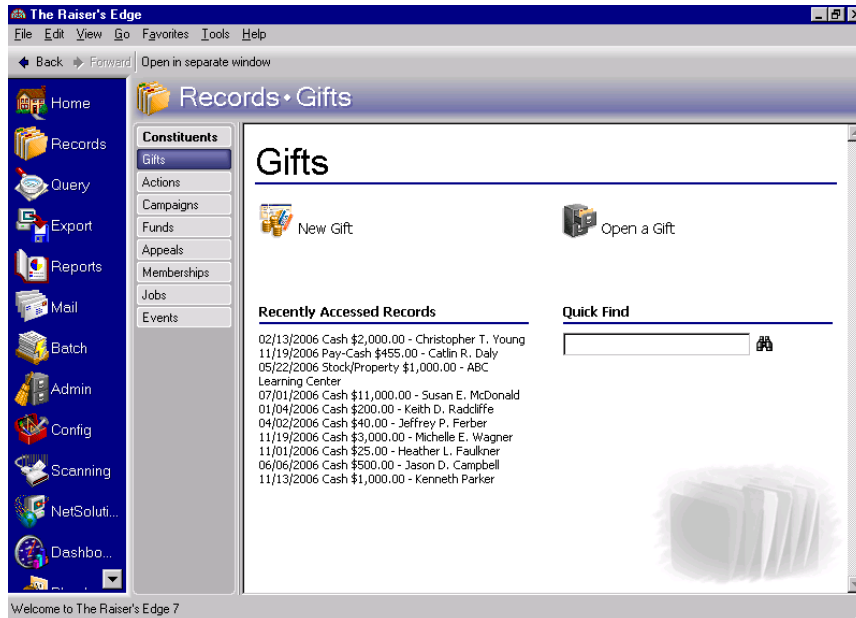 The Raiser's Edge
File Edit View Go Favorites Tools Help
Back Forward Open in separate window
Records • Gifts
Home
Records
Query
Export
Reports
Mail
Batch
Admin
Config
Scanning
NetSoluti...
Dashbo...
Constituents
Gifts
Actions
Campaigns
Funds
Appeals
Memberships
Jobs
Events
Gifts
New Gift
Open a Gift
Recently Accessed Records
02/13/2006 Cash $2,000.00 - Christopher T. Young
11/19/2006 Pay-Cash $455.00 - Catlin R. Daly
05/22/2006 Stock/Property $1,000.00 - ABC
Learning Center
07/01/2006 Cash $11,000.00 - Susan E. McDonald
01/04/2006 Cash $200.00 - Keith D. Radcliffe
04/02/2006 Cash $40.00 - Jeffrey P. Ferber
11/19/2006 Cash $3,000.00 - Michelle E. Wagner
11/01/2006 Cash $25.00 - Heather L. Faulkner
06/06/2006 Cash $500.00 - Jason D. Campbell
11/13/2006 Cash $1,000.00 - Kenneth Parker
Quick Find
Welcome to The Raiser's Edge 7